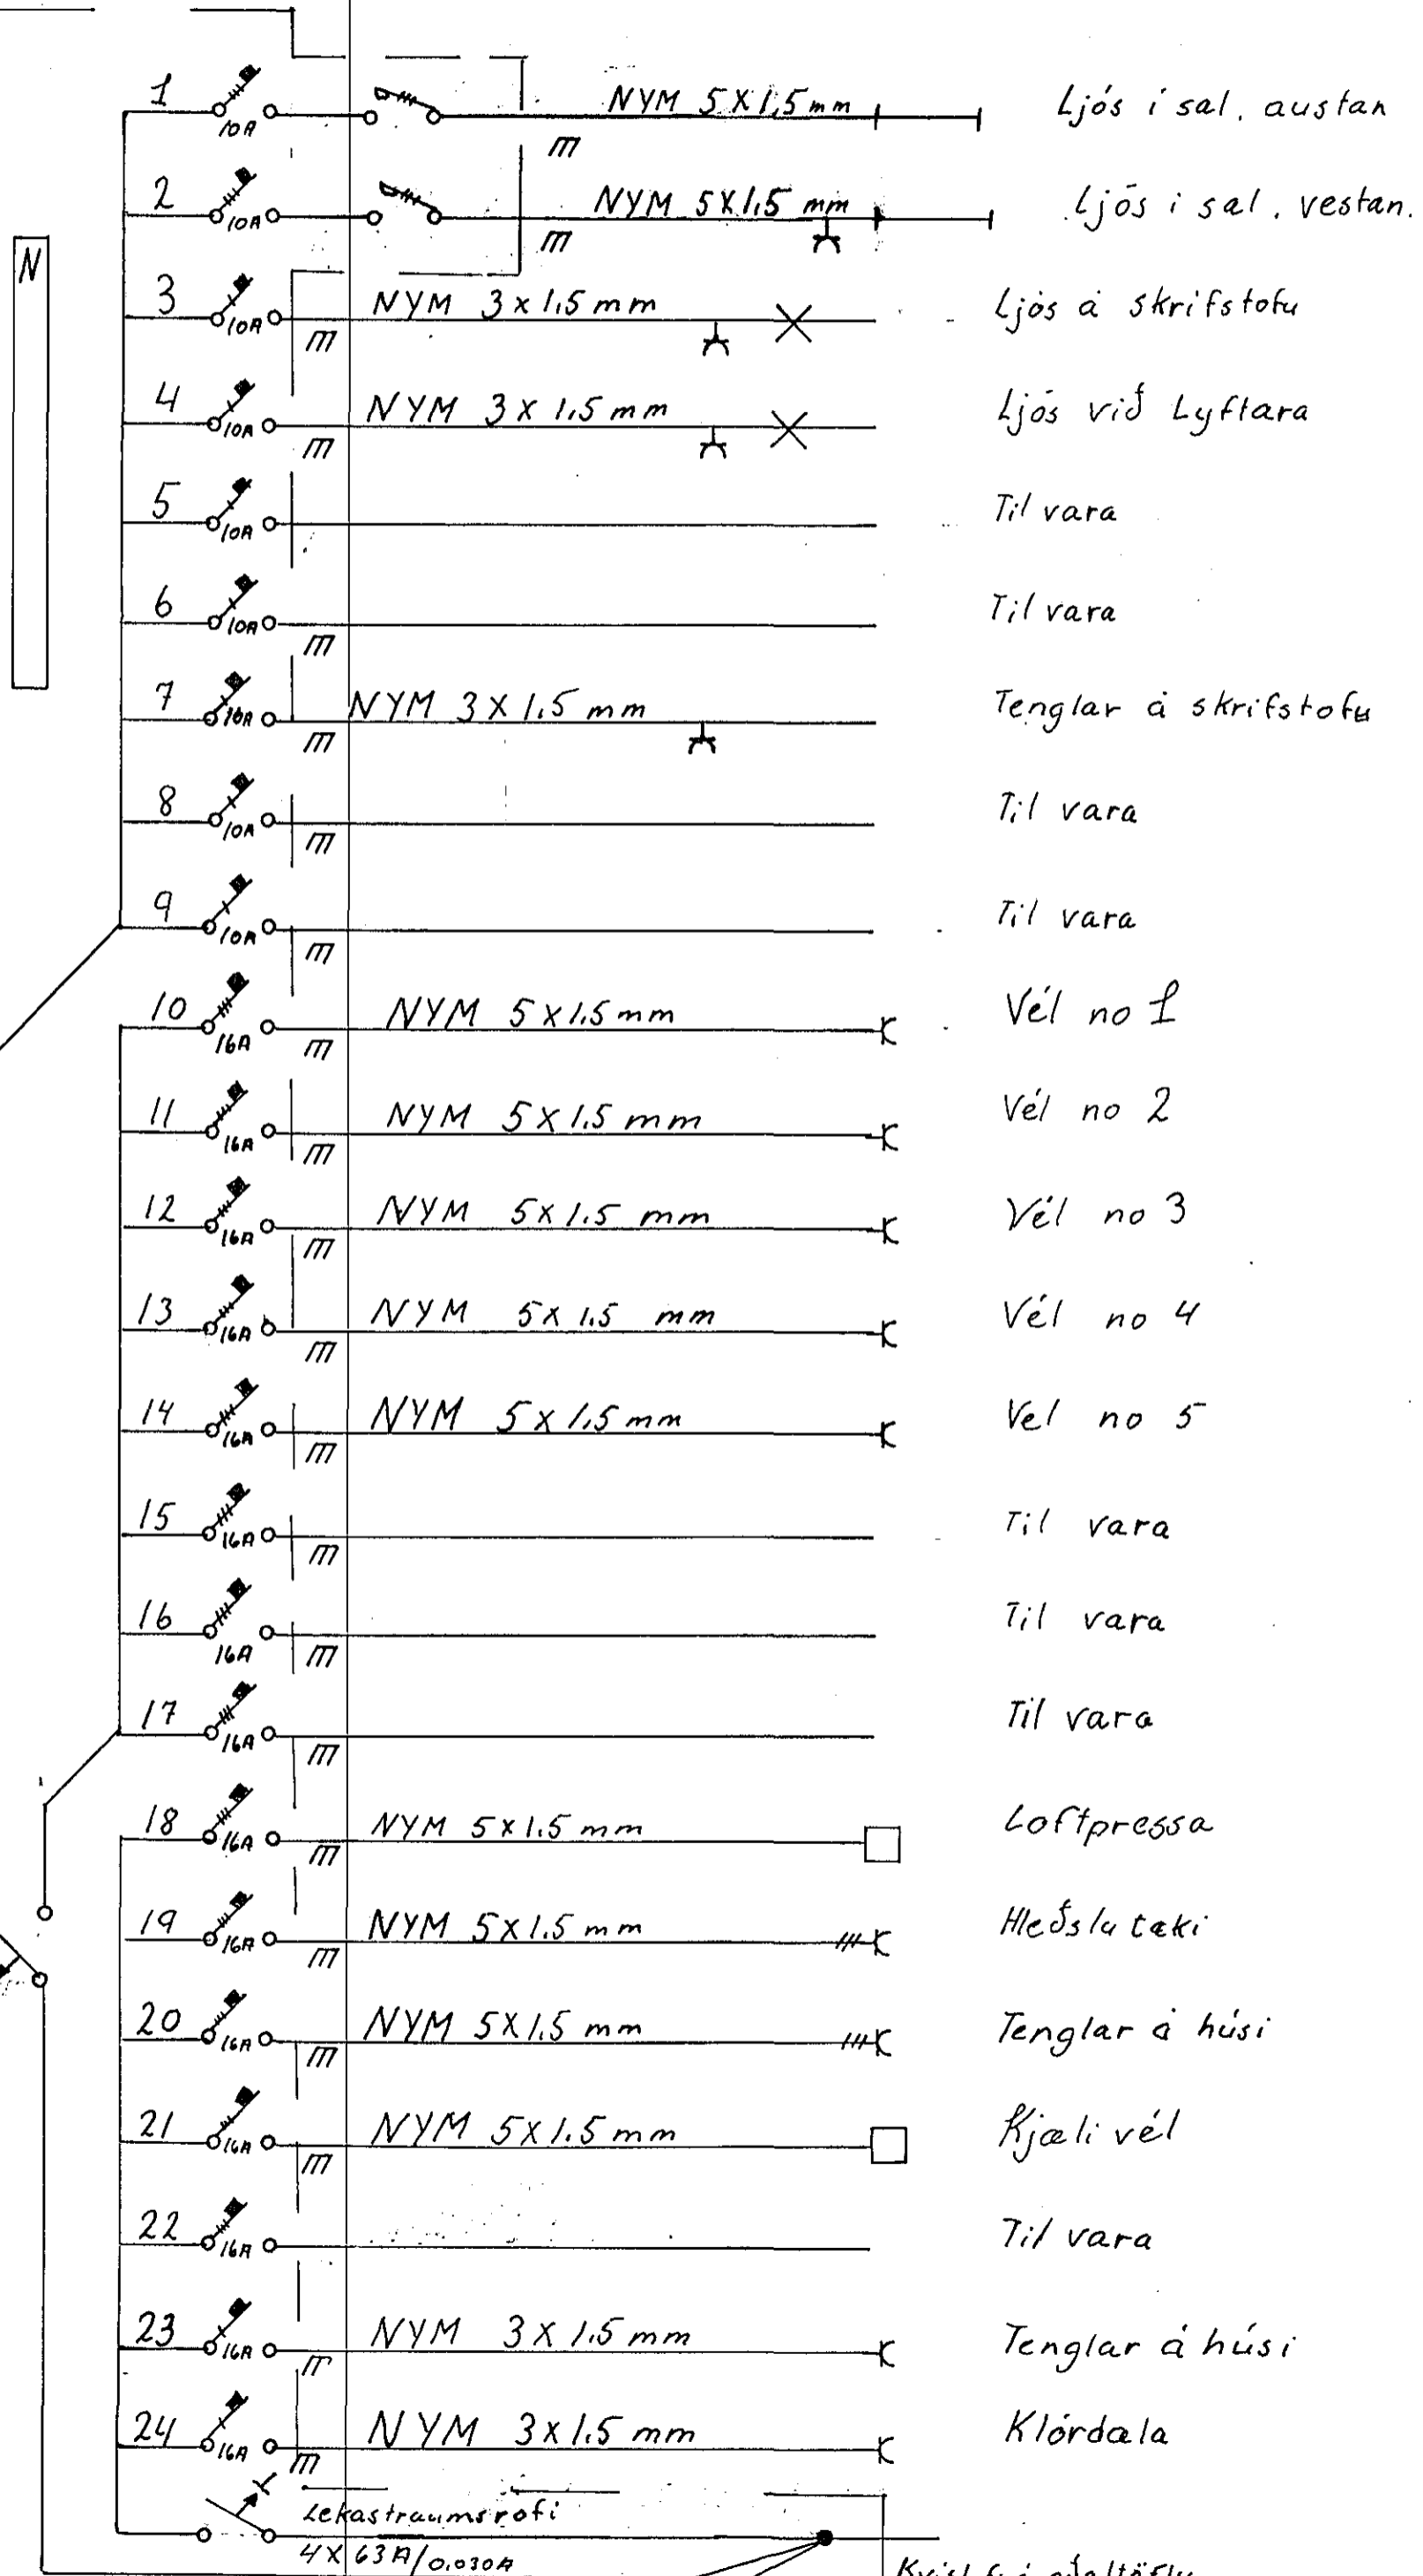 N
1 10A NYM 5X1,5mm Ljós í sal. austan
2 10A NYM 5X1.5 mm Ljós i sal. vestan.
3 10A NYM 3x1.5mm Ljós á skrifstofu
4 10A NYM 3X1.5mm Ljós við Lyftara
5 10A Til vara
6 10A Til vara
7 10A NYM 3X1.5 mm Tenglar á skrifstofu
8 10A Til vara
9 10A Til vara
10 16A NYM 5X1.5mm Vél no 1
11 16A NYM 5X1.5 mm Vél no 2
12 16A NYM 5X1.5 mm Vél no 3
13 16A NYM 5X1.5 mm Vél no 4
14 16A NYM 5X1.5mm Vel no 5
15 16A Til vara
16 16A Til vara
17 16A Til vara
18 16A NYM 5X1.5 mm Loftpressa
19 16A NYM 5X1.5 mm Hleðslutæki
20 16A NYM 5X1.5 mm Tenglar á húsi
21 16A NYM 5X1.5 mm Kjæli vél
22 16A Til vara
23 16A NYM 3X1.5 mm Tenglar á húsi
24 16A NYM 3X1.5mm Klórdæla
Lekastraumsrofi
4X63A/0.030A